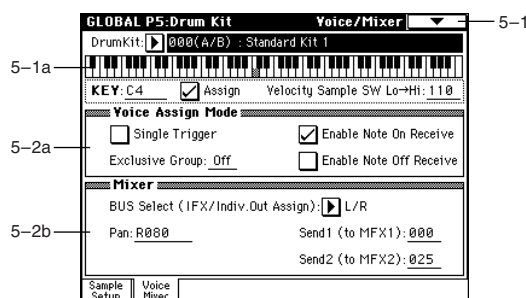 GLOBAL P5:Drum Kit Voice/Mixer 5-1
DrumKit: 000(A/B) : Standard Kit 1
5-1a
KEY: C4 Assign Velocity Sample SW Lo→Hi: 110
Voice Assign Mode
Single Trigger Enable Note On Receive
5-2a
Exclusive Group: Off Enable Note Off Receive
Mixer
BUS Select (IFX/Indiv.Out Assign): L/R
5-2b
Pan: R080 Send1 (to MFX1): 000
Send2 (to MFX2): 025
Sample Voice
Setup Mixer